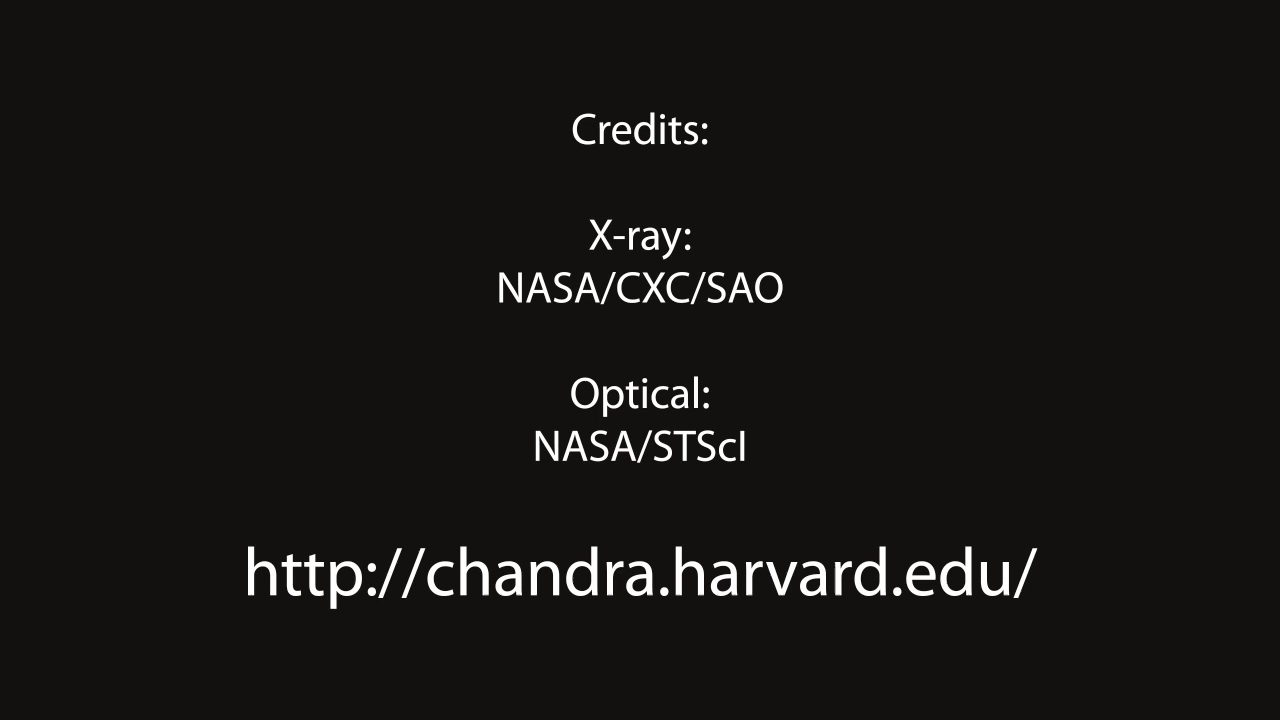 Credits:
X-ray:
NASA/CXC/SAO
Optical:
NASA/STScI
http://chandra.harvard.edu/